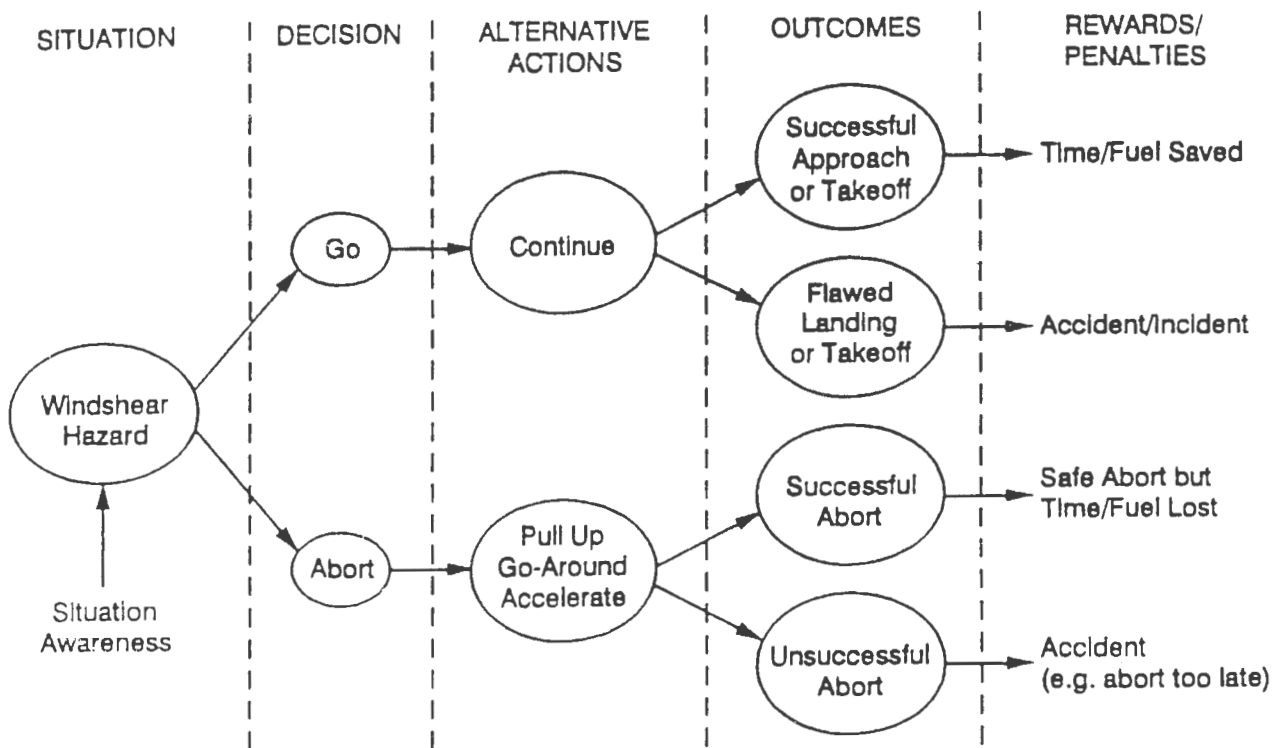 SITUATION
DECISION
ALTERNATIVE
ACTIONS
OUTCOMES
REWARDS/
PENALTIES
Successful
Approach
or Takeoff
Time/Fuel Saved
Go
Continue
Flawed
Landing
or Takeoff
Accident/Incident
Windshear
Hazard
Situation
Awareness
Abort
Pull Up
Go-Around
Accelerate
Successful
Abort
Safe Abort but
Time/Fuel Lost
Unsuccessful
Abort
Accident
(e.g. abort too late)